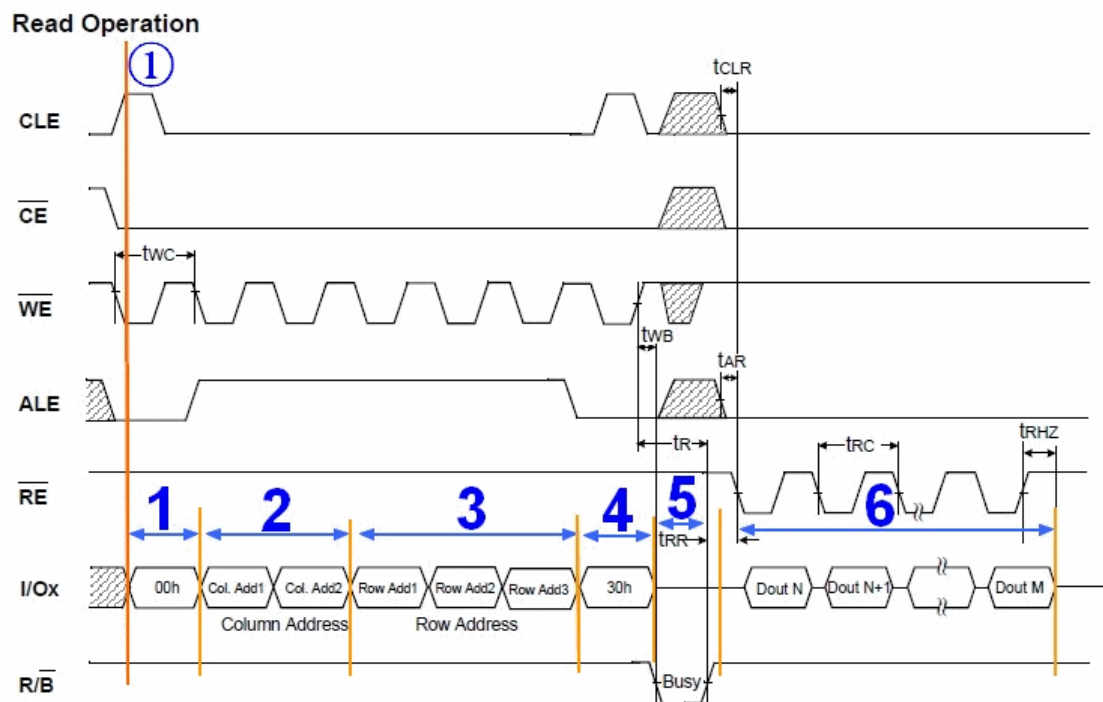 Read Operation
①
tCLR
CLE
CE
tWC
WE
tWB
tAR
ALE
tR
tRC
tRHZ
RE
1
2
3
4
5
6
tRR
I/Ox
00h
Col. Add1
Col. Add2
Row Add1
Row Add2
Row Add3
30h
Dout N
Dout N+1
Dout M
Column Address
Row Address
R/B
Busy